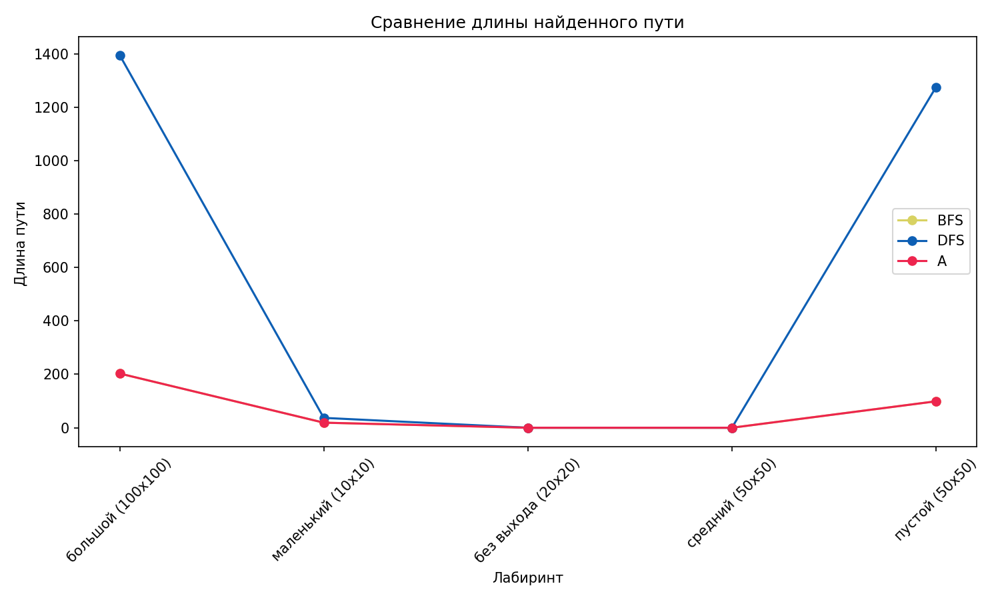 Сравнение длины найденного пути
Длина пути
1400
1200
1000
800
600
400
200
0
BFS
DFS
A
большой (100x100)
маленький (10x10)
без выхода (20x20)
средний (50x50)
пустой (50x50)
Лабиринт